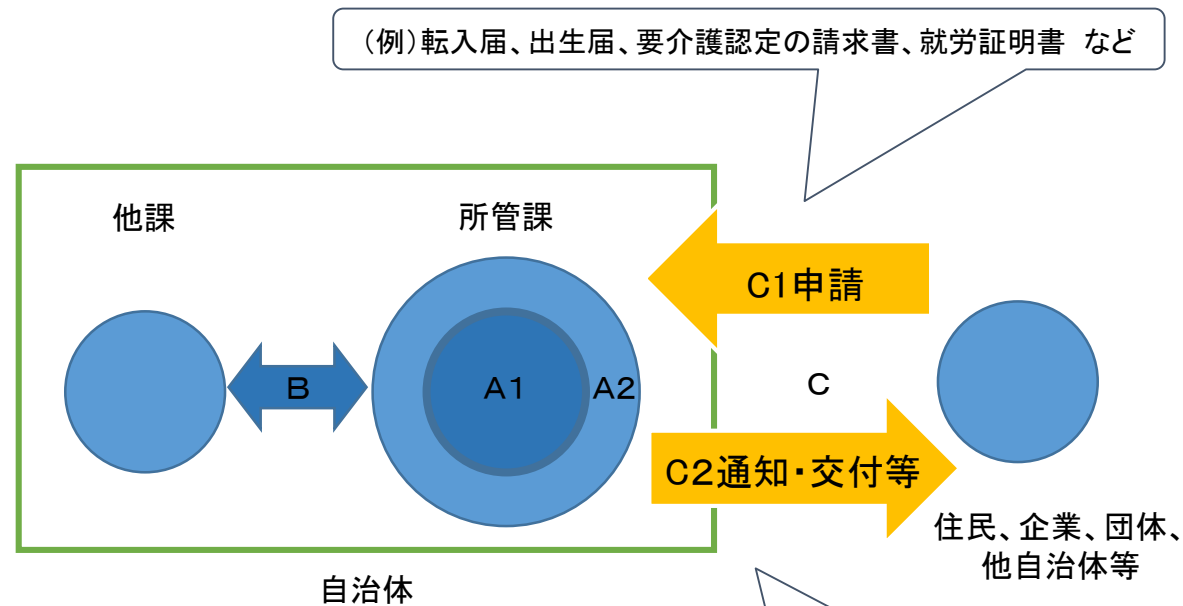 （例）転入届、出生届、要介護認定の請求書、就労証明書　など
他課
所管課
C1申請
B
A1
A2
C
C2通知・交付等
住民、企業、団体、
他自治体等
自治体